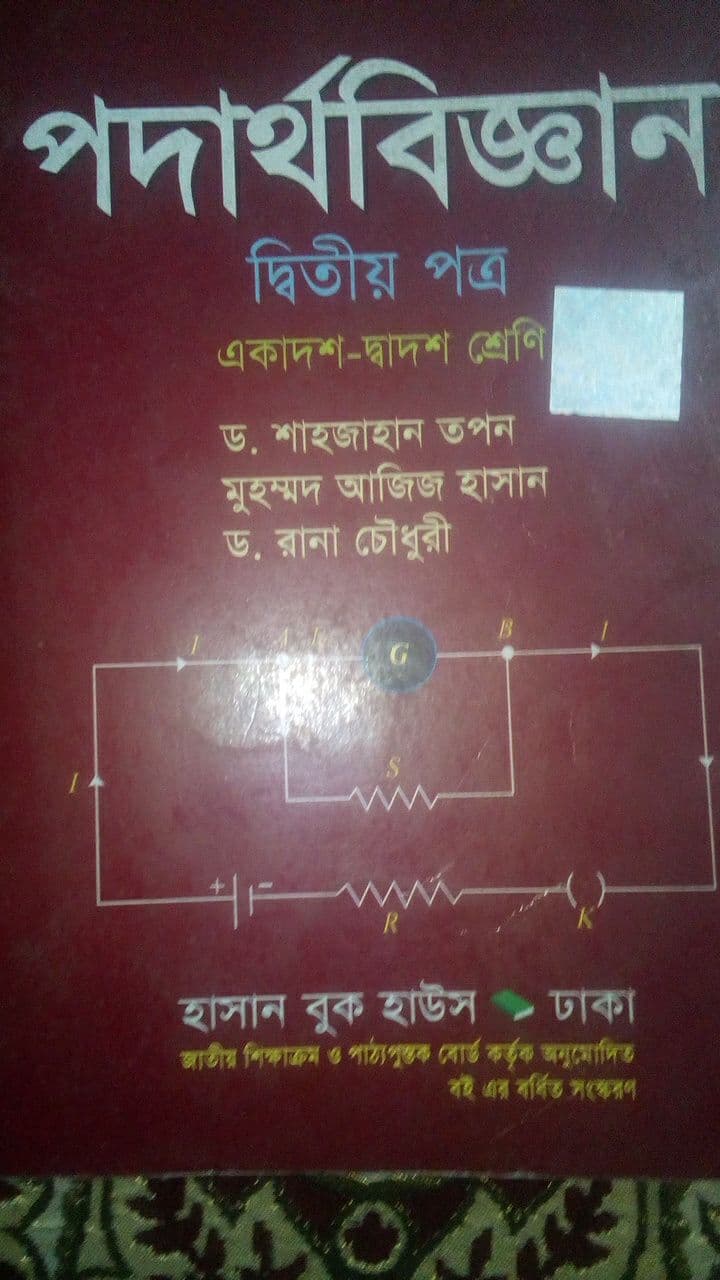 পদার্থবিজ্ঞান
দ্বিতীয় পত্র
একাদশ-দ্বাদশ শ্রেণি
ড. শাহজাহান তপন
মুহম্মদ আজিজ হাসান
ড. রানা চৌধুরী
I A B I
G
S
I
+ -
R K
হাসান বুক হাউস ঢাকা
জাতীয় শিক্ষাক্রম ও পাঠ্যপুস্তক বোর্ড কর্তৃক অনুমোদিত
বই এর বর্ধিত সংস্করণ